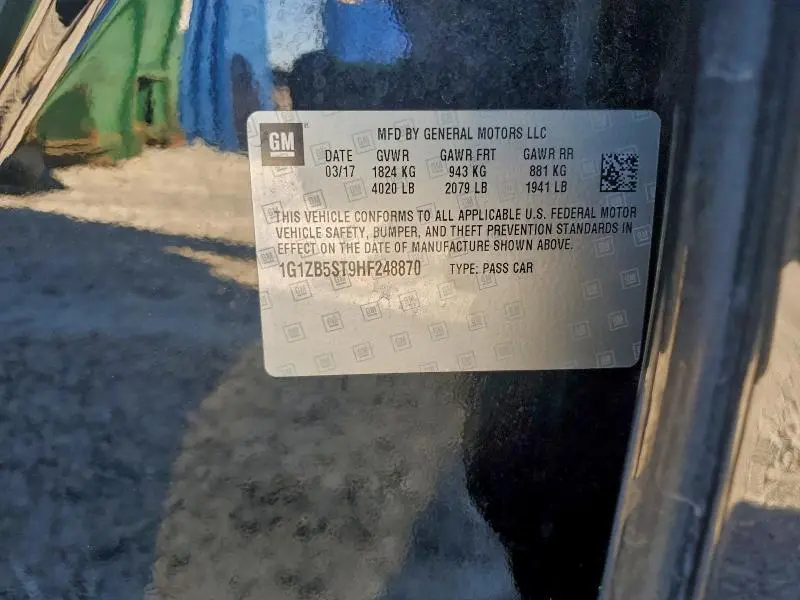 GM
MFD BY GENERAL MOTORS LLC
DATE GVWR GAWR FRT GAWR RR
03/17 1824 KG 943 KG 881 KG
4020 LB 2079 LB 1941 LB
THIS VEHICLE CONFORMS TO ALL APPLICABLE U.S. FEDERAL MOTOR
VEHICLE SAFETY, BUMPER, AND THEFT PREVENTION STANDARDS IN
EFFECT ON THE DATE OF MANUFACTURE SHOWN ABOVE.
1G1ZB5ST9HF248870 TYPE: PASS CAR